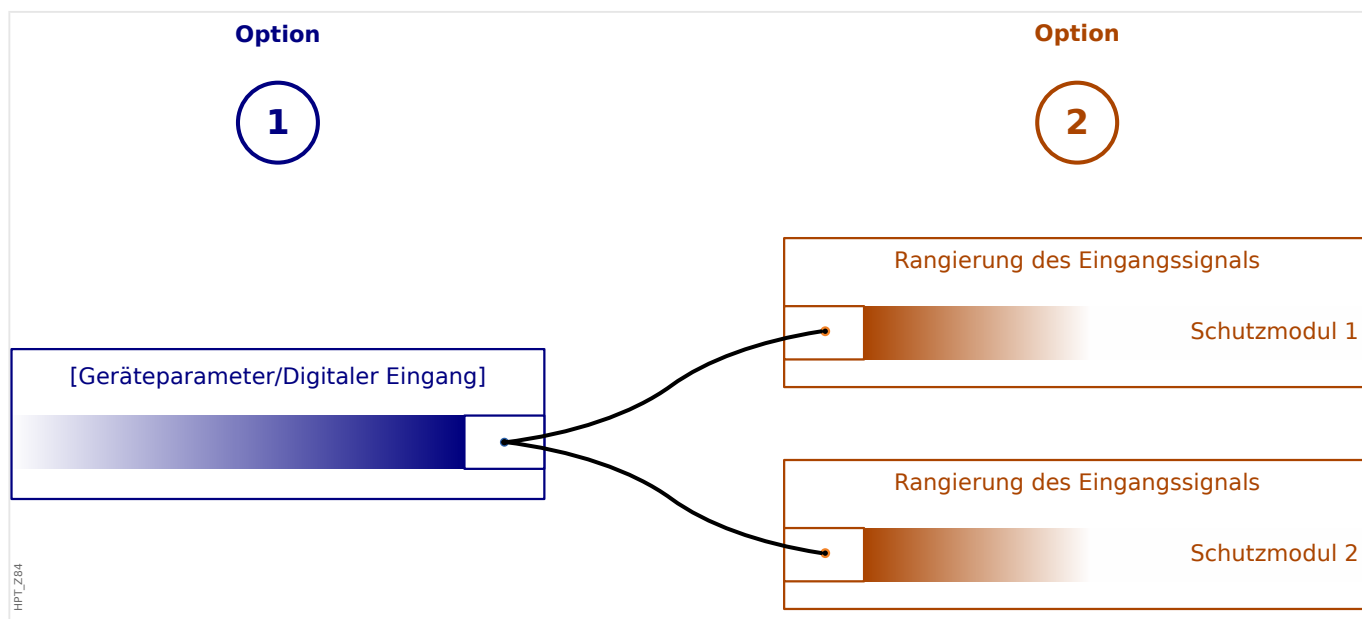 Option
1
[Geräteparameter/Digitaler Eingang]
Option
2
Rangierung des Eingangssignals
Schutzmodul 1
Rangierung des Eingangssignals
Schutzmodul 2
HPT_Z84